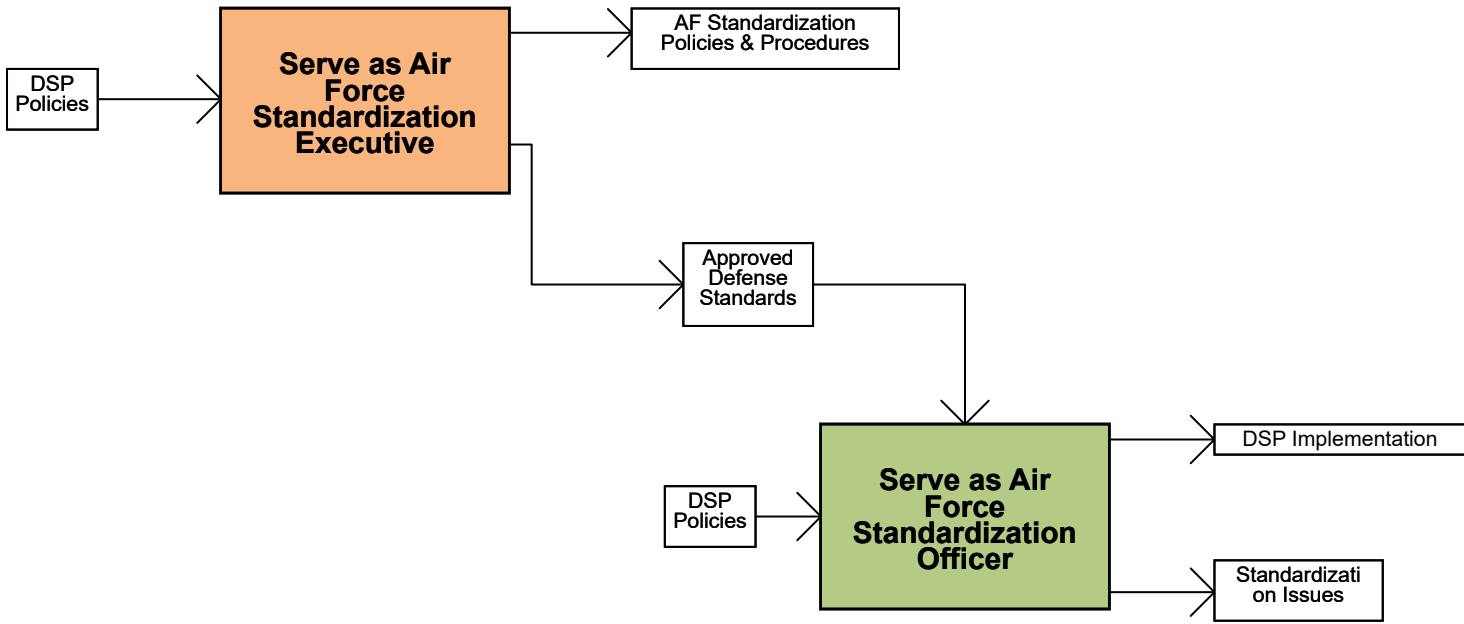 DSP
Policies
Serve as Air
Force
Standardization
Executive
AF Standardization
Policies & Procedures
Approved
Defense
Standards
DSP
Policies
Serve as Air
Force
Standardization
Officer
DSP Implementation
Standardizati
on Issues